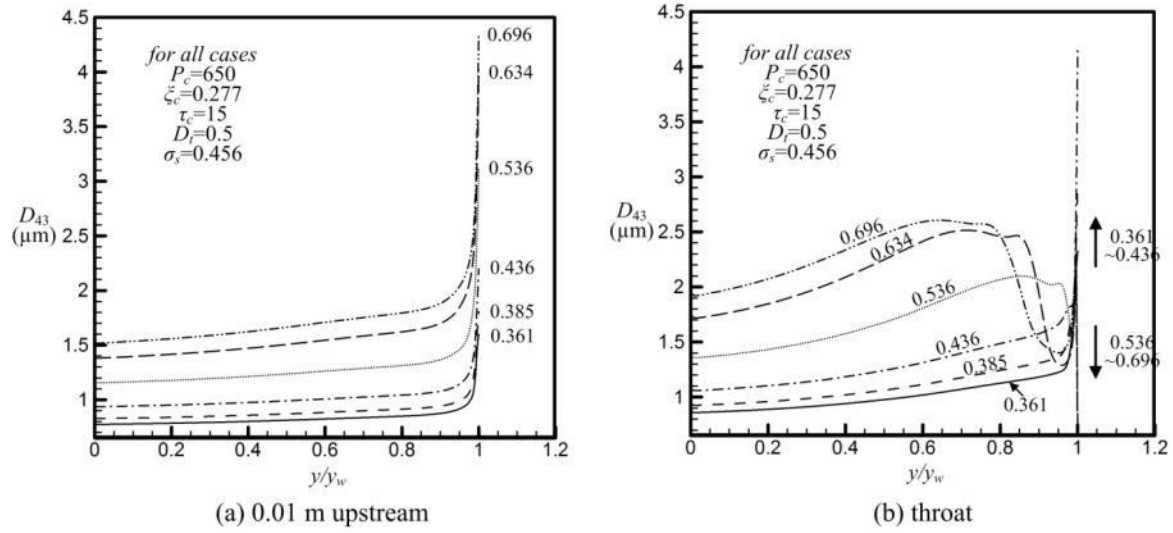 4.5
4
3.5
3
2.5
2
1.5
1
D₄₃
(µm)
for all cases
P_c=650
ξ_c=0.277
τ_c=15
D_t=0.5
σ_s=0.456
0.696
0.634
0.536
0.436
0.385
0.361
0
0.2
0.4
0.6
0.8
1
1.2
y/y_w
(a) 0.01 m upstream
4.5
4
3.5
3
2.5
2
1.5
1
D₄₃
(µm)
for all cases
P_c=650
ξ_c=0.277
τ_c=15
D_t=0.5
σ_s=0.456
0.696
0.634
0.536
0.436
0.385
0.361
0.361
~0.436
0.536
~0.696
0
0.2
0.4
0.6
0.8
1
1.2
y/y_w
(b) throat